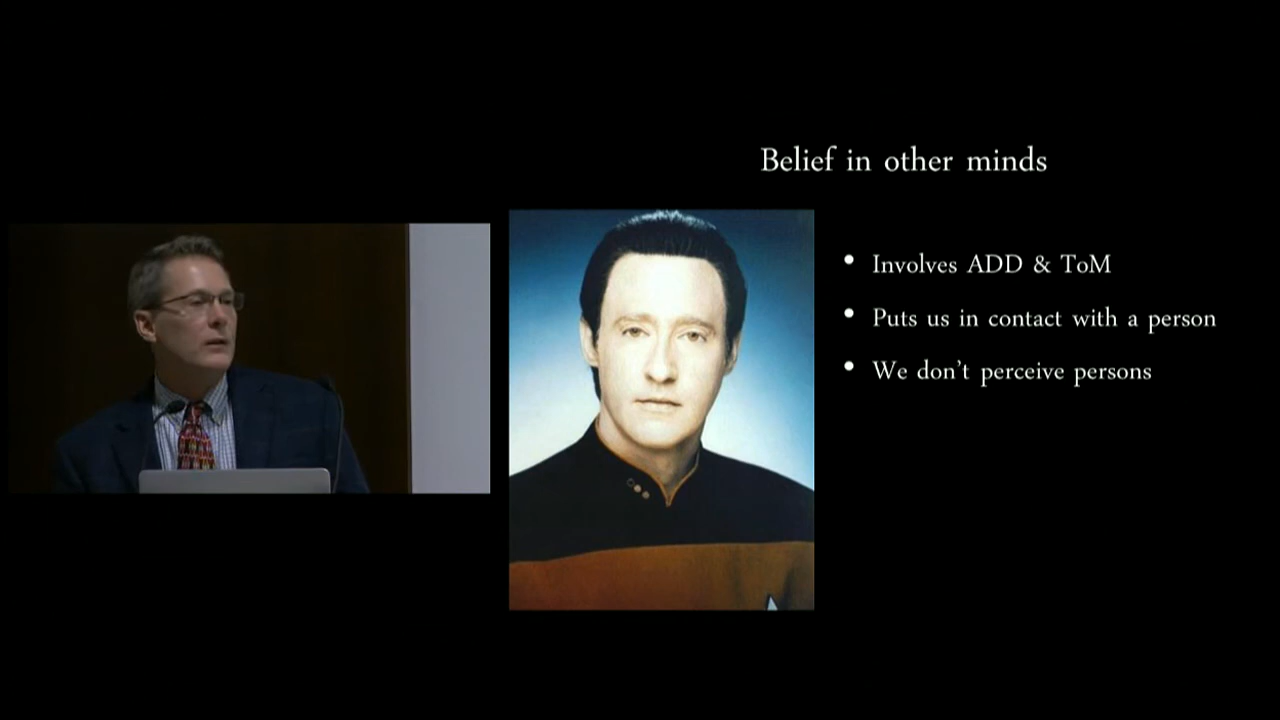 Belief in other minds
• Involves ADD & ToM
• Puts us in contact with a person
• We don't perceive persons